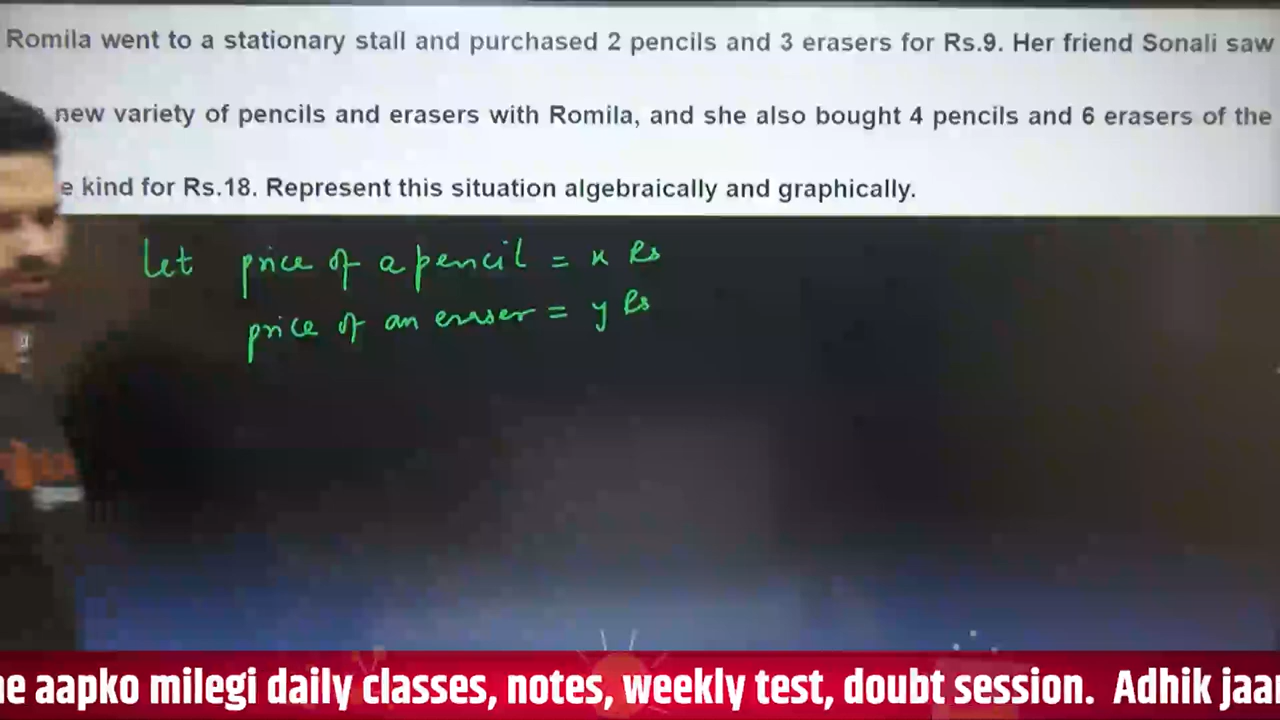 Romila went to a stationary stall and purchased 2 pencils and 3 erasers for Rs.9. Her friend Sonali saw
new variety of pencils and erasers with Romila, and she also bought 4 pencils and 6 erasers of the
e kind for Rs.18. Represent this situation algebraically and graphically.
Let price of a pencil = x Rs
price of an eraser = y Rs
e aapko milegi daily classes, notes, weekly test, doubt session. Adhik jaan